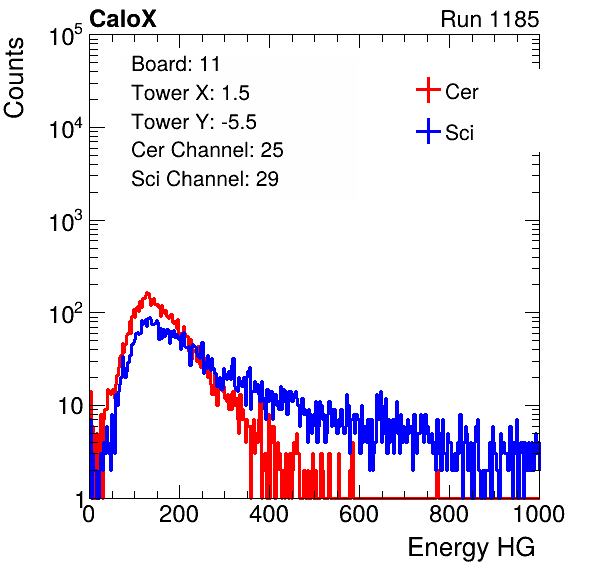 CaloX Run 1185
Counts
Board: 11
Tower X: 1.5
Tower Y: -5.5
Cer Channel: 25
Sci Channel: 29
Cer
Sci
10^5
10^4
10^3
10^2
10
1
0 200 400 600 800 1000
Energy HG